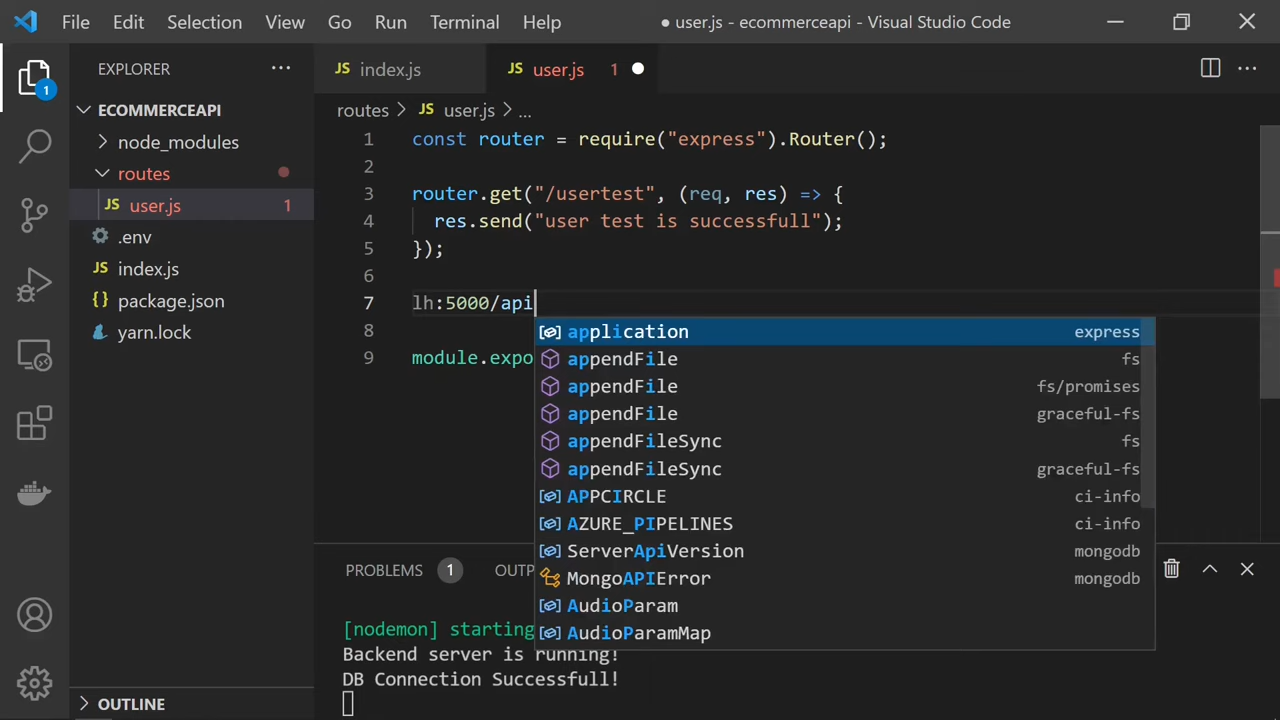 File Edit Selection View Go Run Terminal Help
● user.js - ecommerceapi - Visual Studio Code
EXPLORER
1
ECOMMERCEAPI
node_modules
routes
JS user.js 1
.env
JS index.js
package.json
yarn.lock
OUTLINE
JS index.js
JS user.js 1
routes > JS user.js > ...
1 const router = require("express").Router();
2
3 router.get("/usertest", (req, res) => {
4 res.send("user test is successfull");
5 });
6
7 lh:5000/api
8
9 module.expo
application express
appendFile fs
appendFile fs/promises
appendFile graceful-fs
appendFileSync fs
appendFileSync graceful-fs
APPCIRCLE ci-info
AZURE_PIPELINES ci-info
ServerApiVersion mongodb
MongoAPIError mongodb
AudioParam
AudioParamMap
PROBLEMS 1 OUTP
[nodemon] starting
Backend server is running!
DB Connection Successfull!